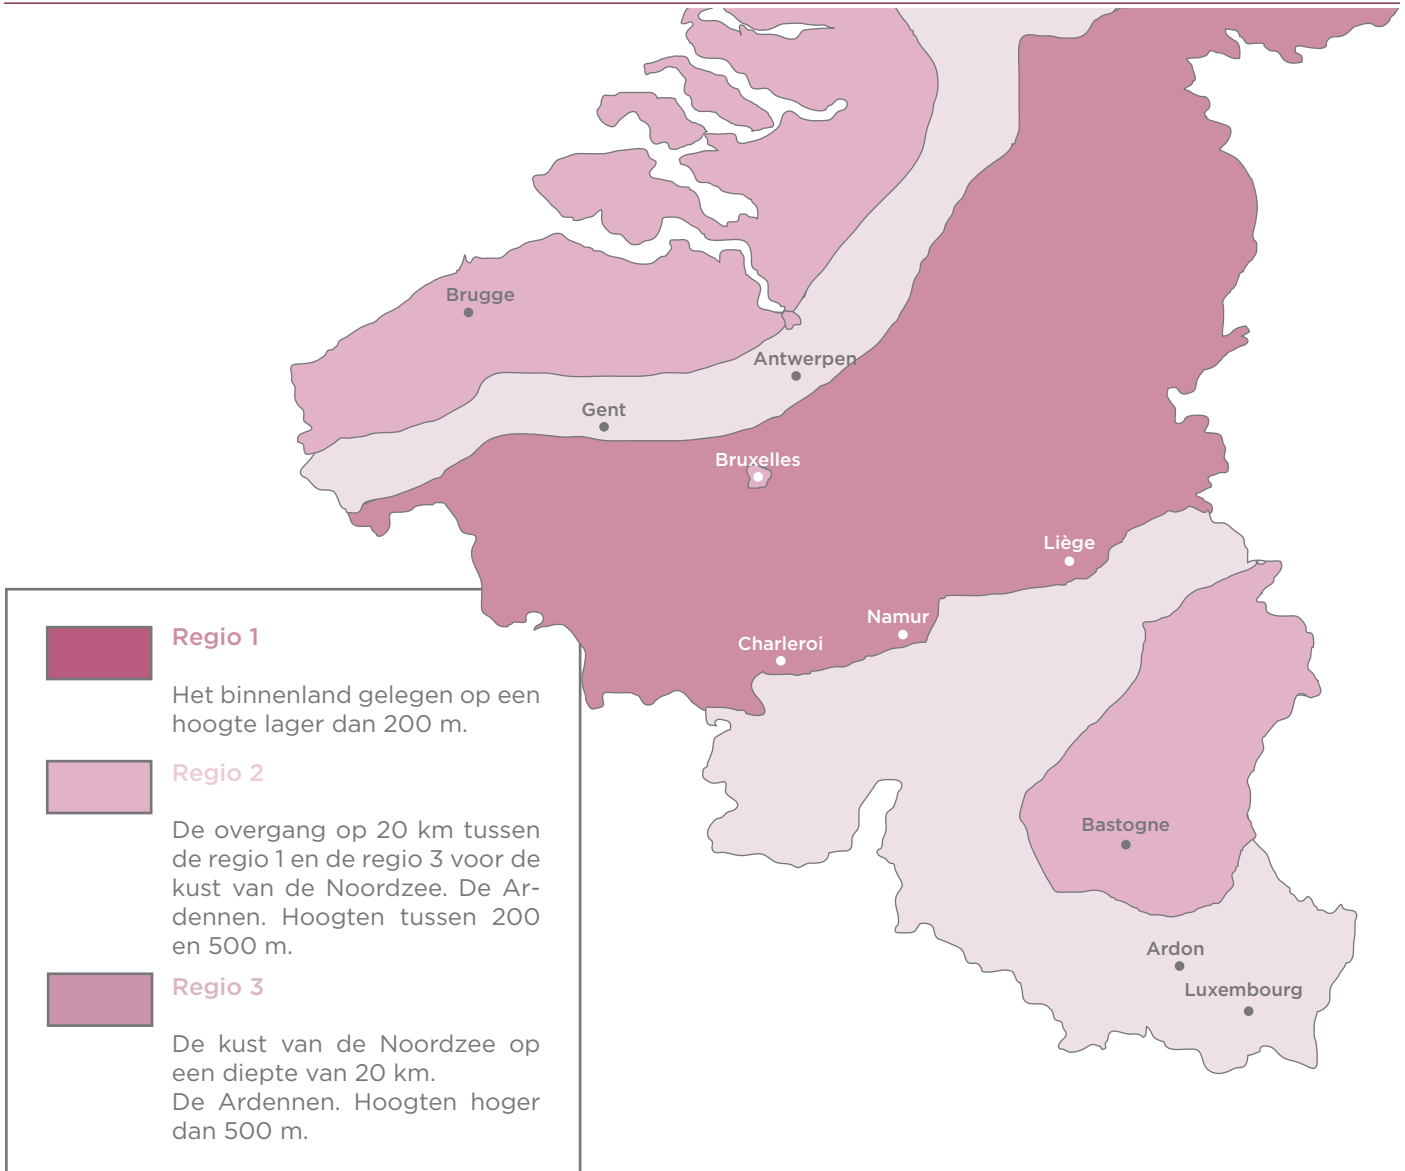 Brugge
Antwerpen
Gent
Bruxelles
Liège
Namur
Charleroi
Bastogne
Ardon
Luxembourg
Regio 1
Het binnenland gelegen op een
hoogte lager dan 200 m.
Regio 2
De overgang op 20 km tussen
de regio 1 en de regio 3 voor de
kust van de Noordzee. De Ar-
dennen. Hoogten tussen 200
en 500 m.
Regio 3
De kust van de Noordzee op
een diepte van 20 km.
De Ardennen. Hoogten hoger
dan 500 m.